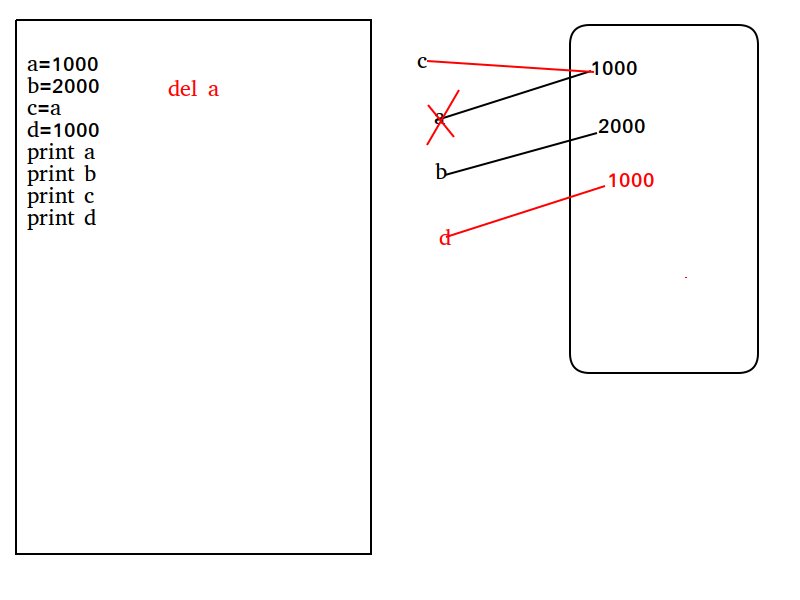 a=1000
b=2000
c=a
d=1000
print a
print b
print c
print d
del a
c
a
b
d
1000
2000
1000